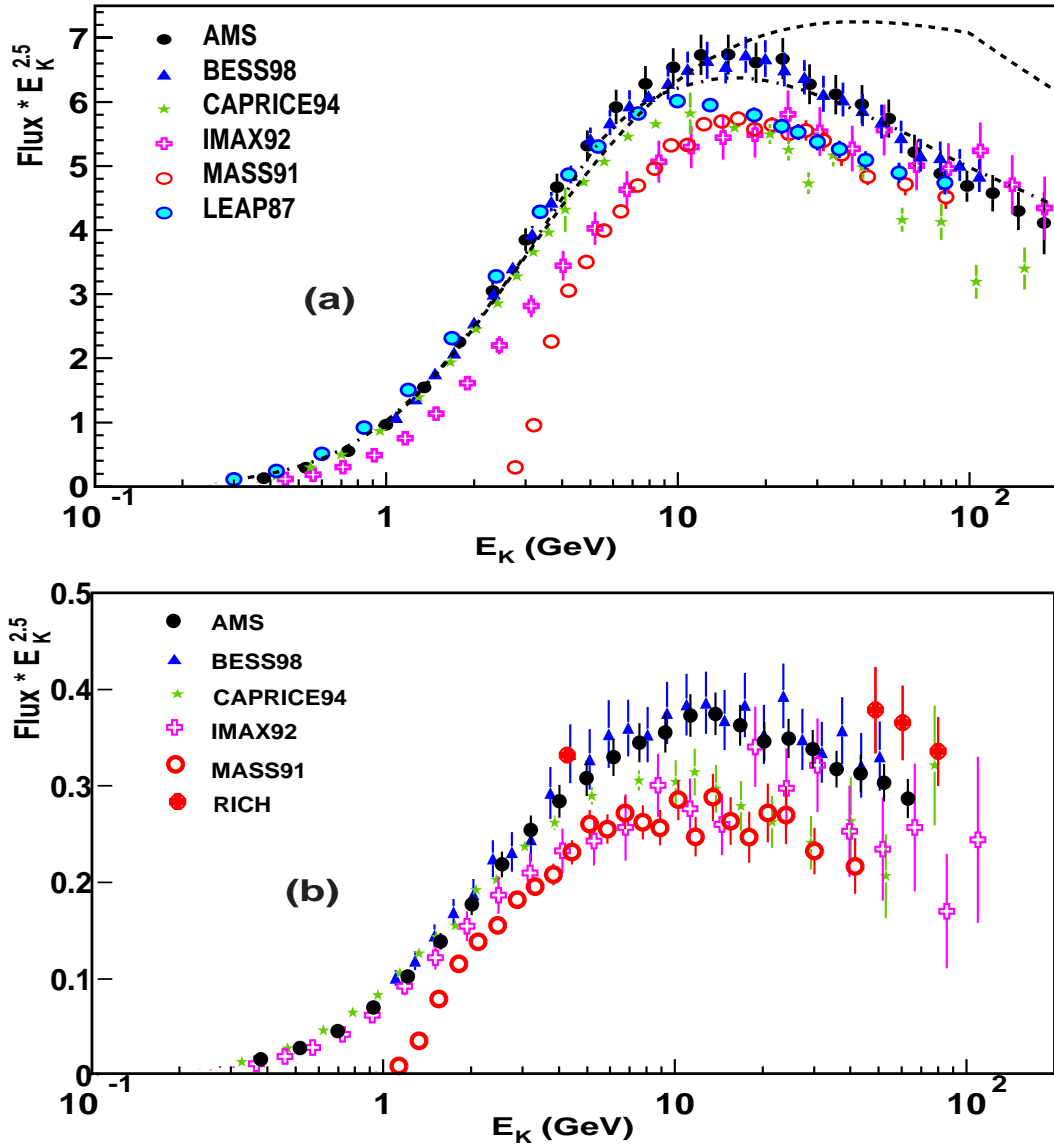 Flux * E_K^2.5
7
6
5
4
3
2
1
0
AMS
BESS98
CAPRICE94
IMAX92
MASS91
LEAP87
(a)
10^-1
1
10
10^2
E_K (GeV)
Flux * E_K^2.5
0.5
0.4
0.3
0.2
0.1
0
AMS
BESS98
CAPRICE94
IMAX92
MASS91
RICH
(b)
10^-1
1
10
10^2
E_K (GeV)